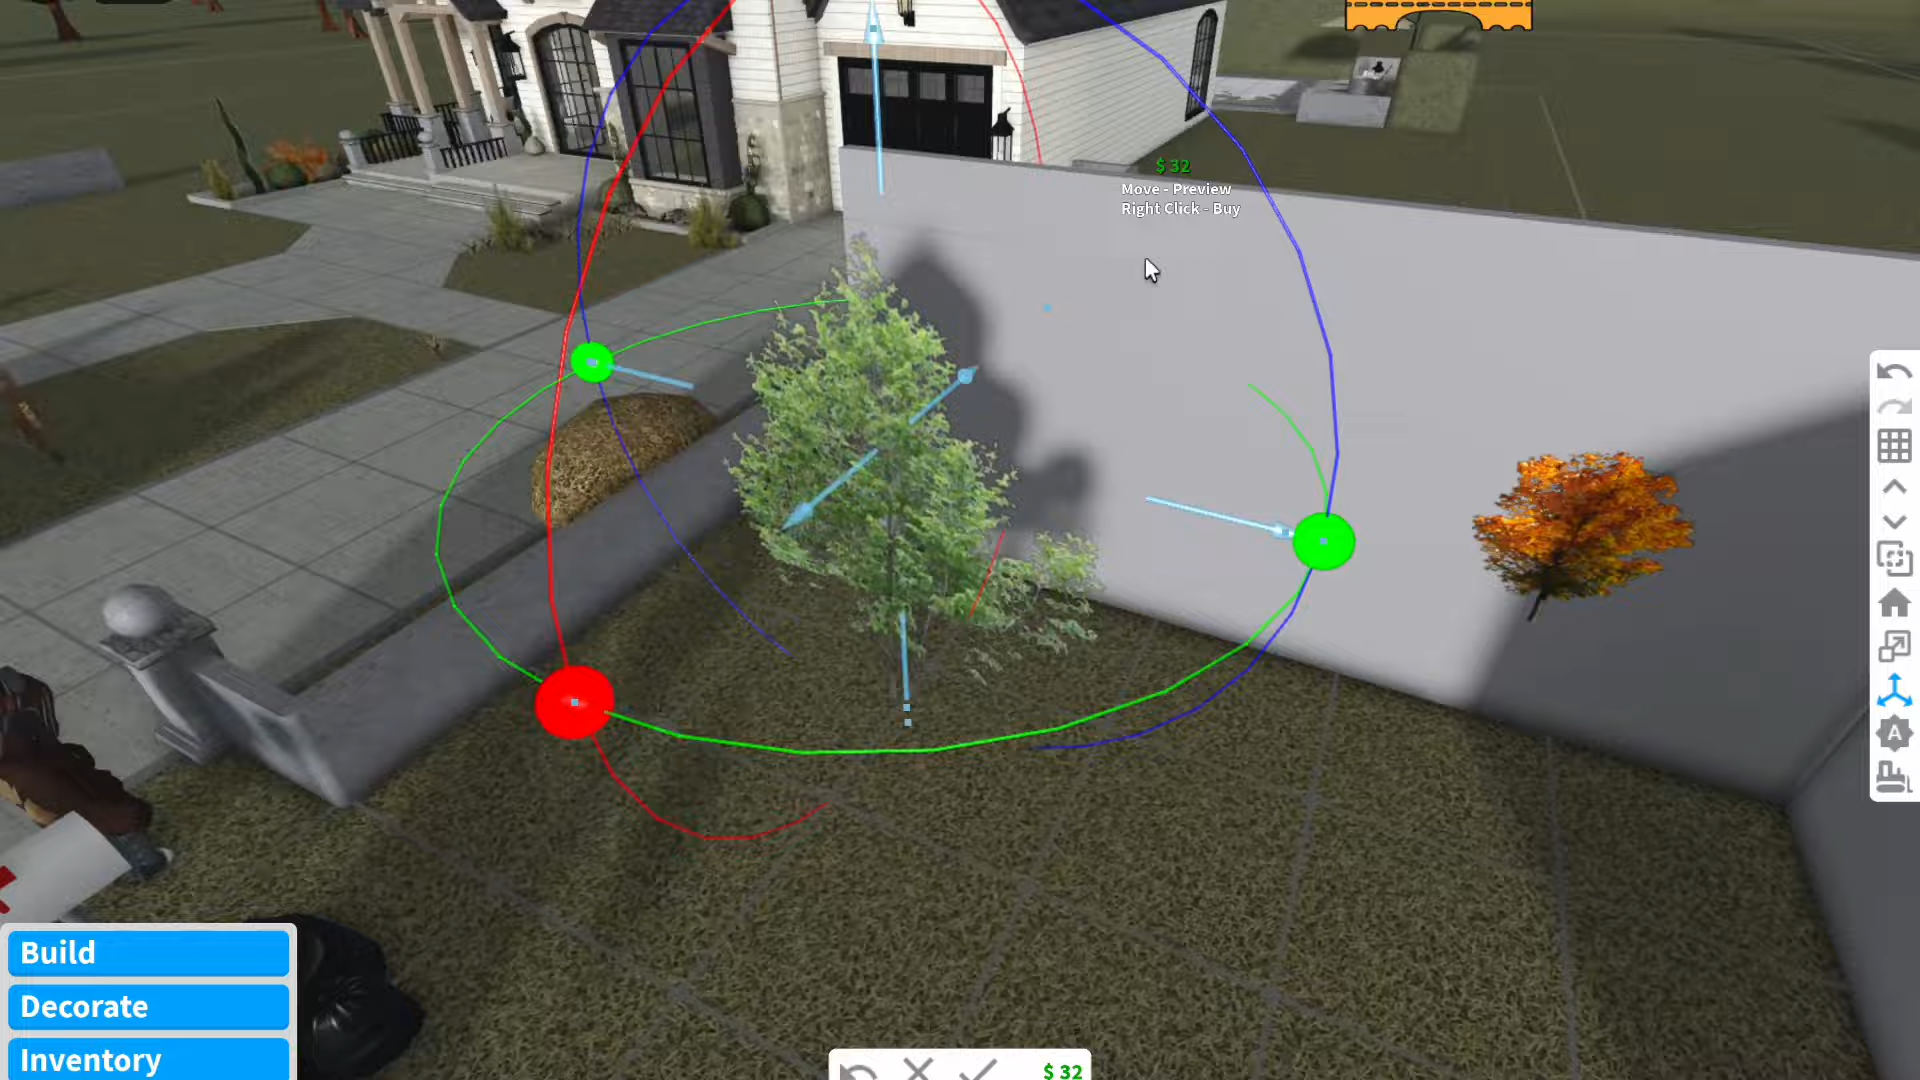 $ 32
Move - Preview
Right Click - Buy
A
Build
Decorate
Inventory
$ 32